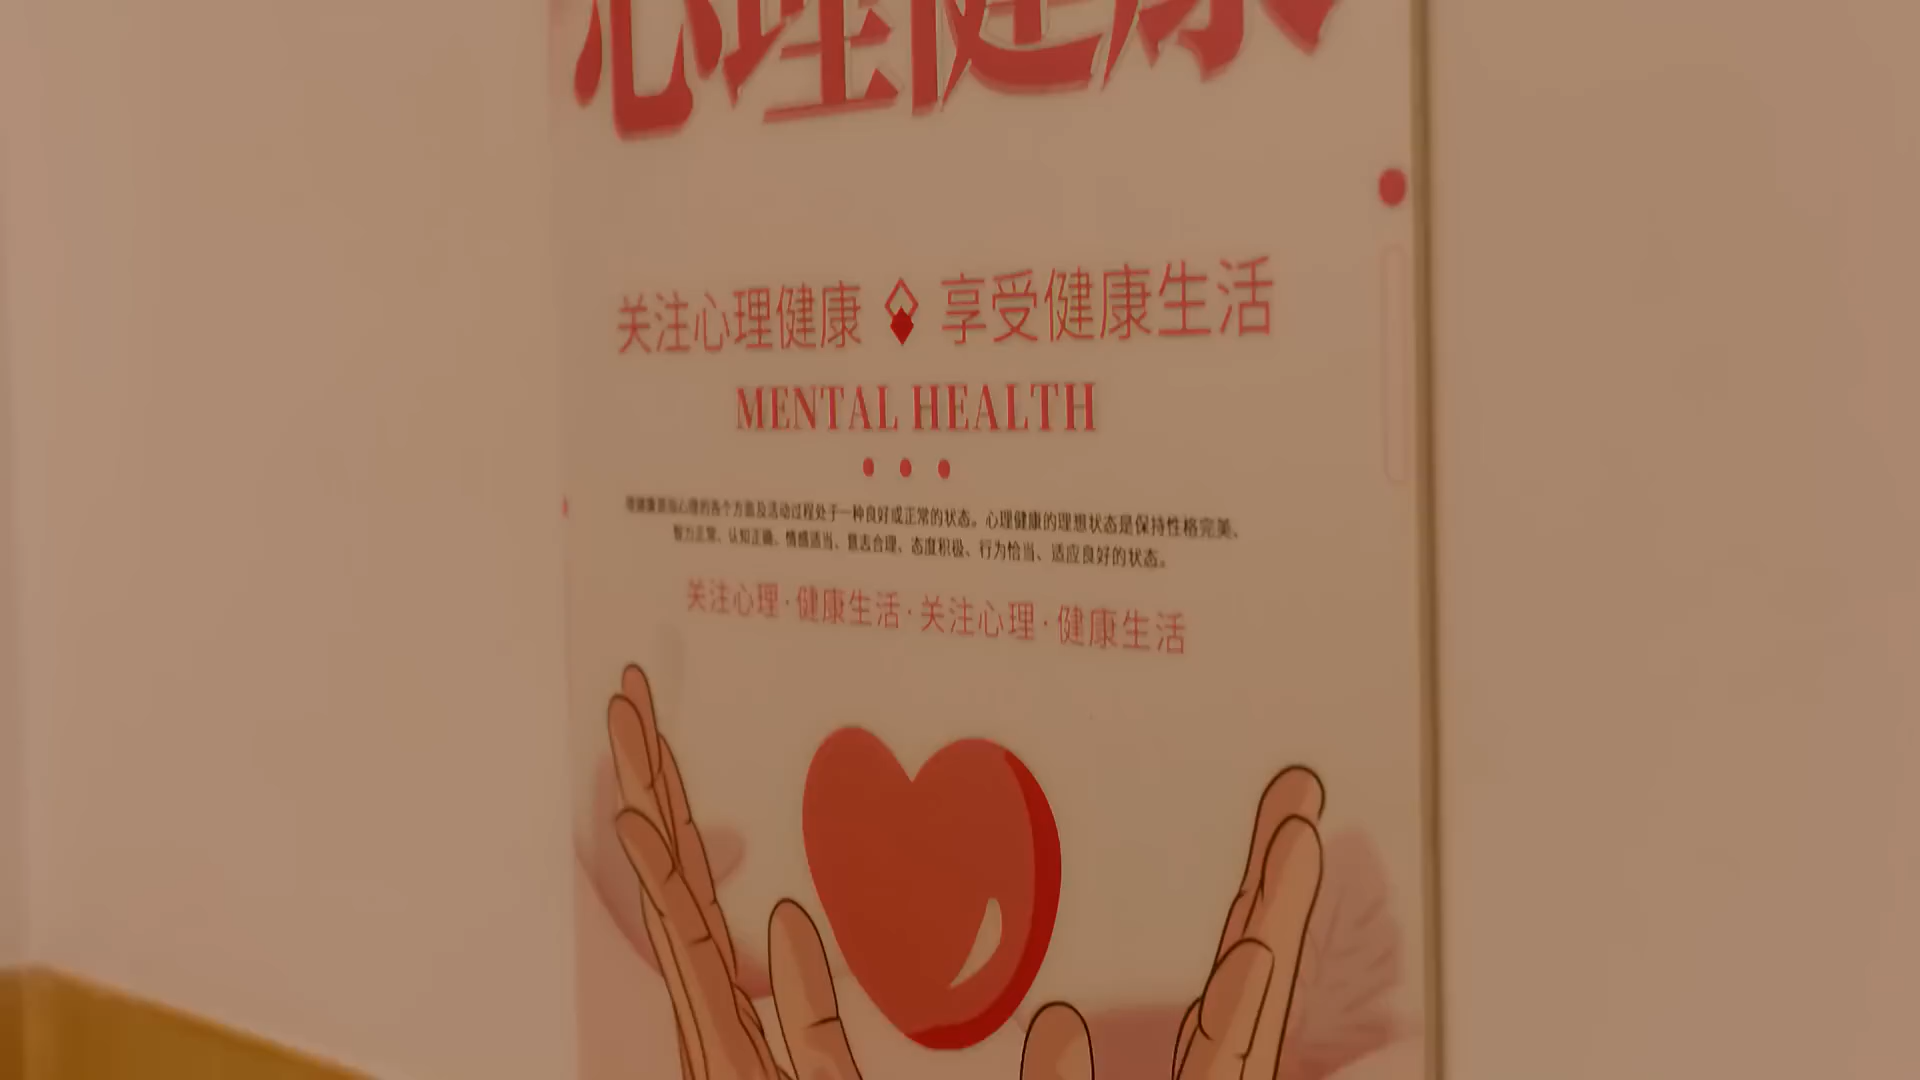 心理健康
关注心理健康 享受健康生活
MENTAL HEALTH
理健康是指心理的各个方面及活动过程处于一种良好或正常的状态。心理健康的理想状态是保持性格完美、
智力正常、认知正确、情感适当、意志合理、态度积极、行为恰当、适应良好的状态。
关注心理·健康生活·关注心理·健康生活